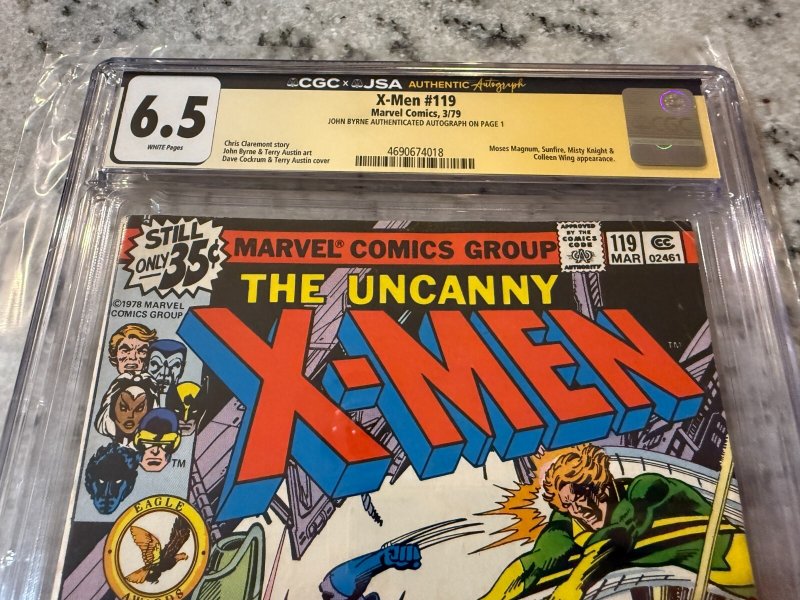 CGC x JSA AUTHENTIC Autograph
6.5
WHITE Pages
X-Men #119
Marvel Comics, 3/79
JOHN BYRNE AUTHENTICATED AUTOGRAPH ON PAGE 1
Chris Claremont story
John Byrne & Terry Austin art
Dave Cockrum & Terry Austin cover
4690674018
Moses Magnum, Sunfire, Misty Knight &
Colleen Wing appearance.
STILL
ONLY 35¢
MARVEL® COMICS GROUP
APPROVED
BY THE
COMICS
CODE
CA
AUTHORITY
119
MAR
CC
02461
©1978 MARVEL
COMICS GROUP
THE UNCANNY
X-MEN
TM
TM
EAGLE
AWARDS